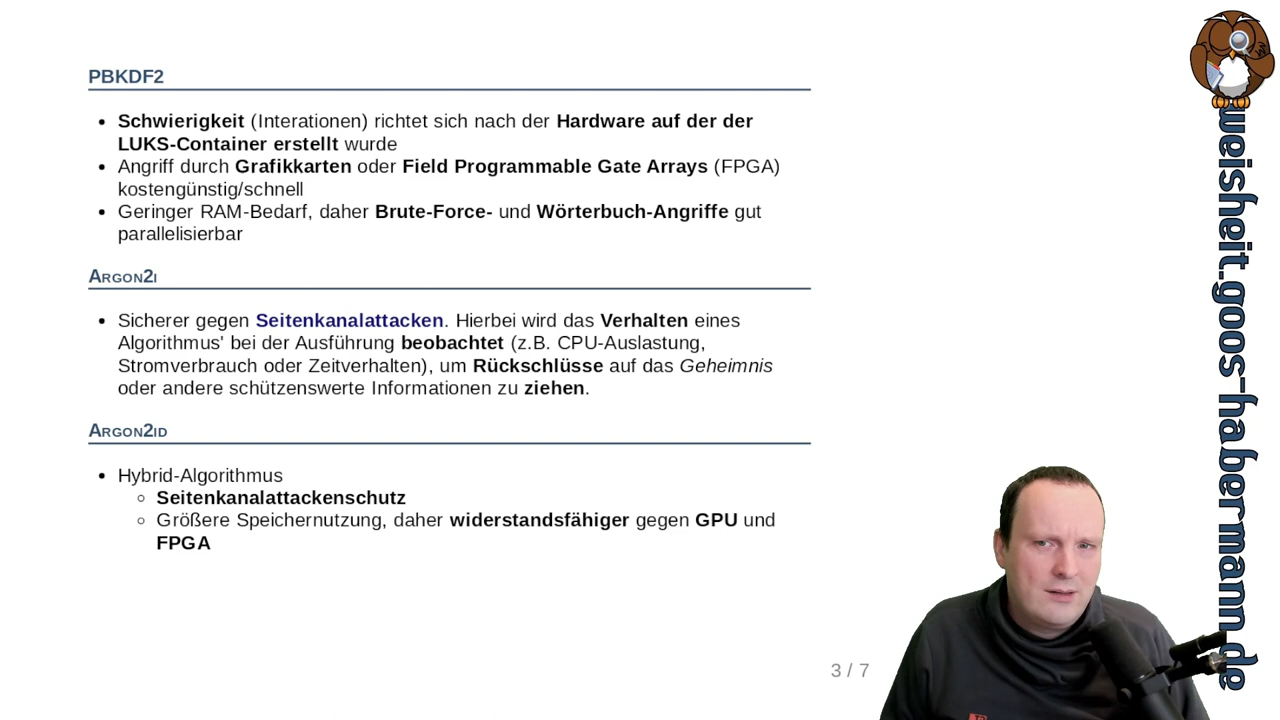 PBKDF2
• Schwierigkeit (Interationen) richtet sich nach der Hardware auf der der
LUKS-Container erstellt wurde
• Angriff durch Grafikkarten oder Field Programmable Gate Arrays (FPGA)
kostengünstig/schnell
• Geringer RAM-Bedarf, daher Brute-Force- und Wörterbuch-Angriffe gut
parallelisierbar
Argon2i
• Sicherer gegen Seitenkanalattacken. Hierbei wird das Verhalten eines
Algorithmus' bei der Ausführung beobachtet (z.B. CPU-Auslastung,
Stromverbrauch oder Zeitverhalten), um Rückschlüsse auf das Geheimnis
oder andere schützenswerte Informationen zu ziehen.
Argon2id
• Hybrid-Algorithmus
◦ Seitenkanalattackenschutz
◦ Größere Speichernutzung, daher widerstandsfähiger gegen GPU und
FPGA
3 / 7
weisheit.goos-habermann.de